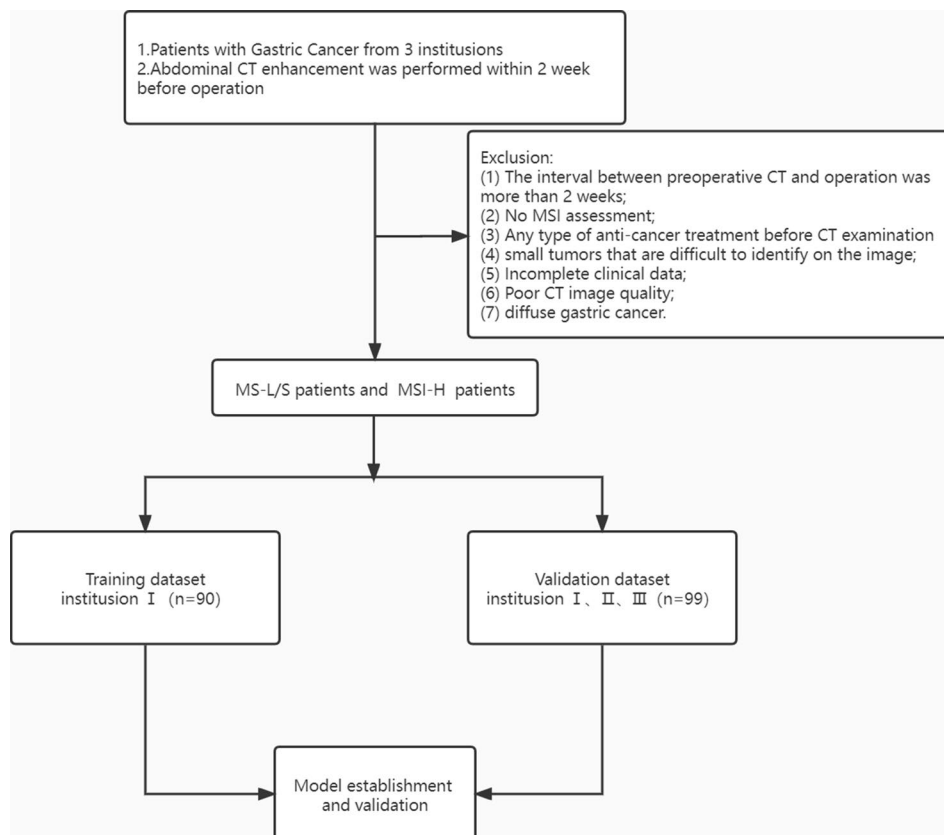 1.Patients with Gastric Cancer from 3 institusions
2.Abdominal CT enhancement was performed within 2 week
before operation
Exclusion:
(1) The interval between preoperative CT and operation was
more than 2 weeks;
(2) No MSI assessment;
(3) Any type of anti-cancer treatment before CT examination
(4) small tumors that are difficult to identify on the image;
(5) Incomplete clinical data;
(6) Poor CT image quality;
(7) diffuse gastric cancer.
MS-L/S patients and MSI-H patients
Training dataset
institusion Ⅰ (n=90)
Validation dataset
institusion Ⅰ、Ⅱ、Ⅲ (n=99)
Model establishment
and validation